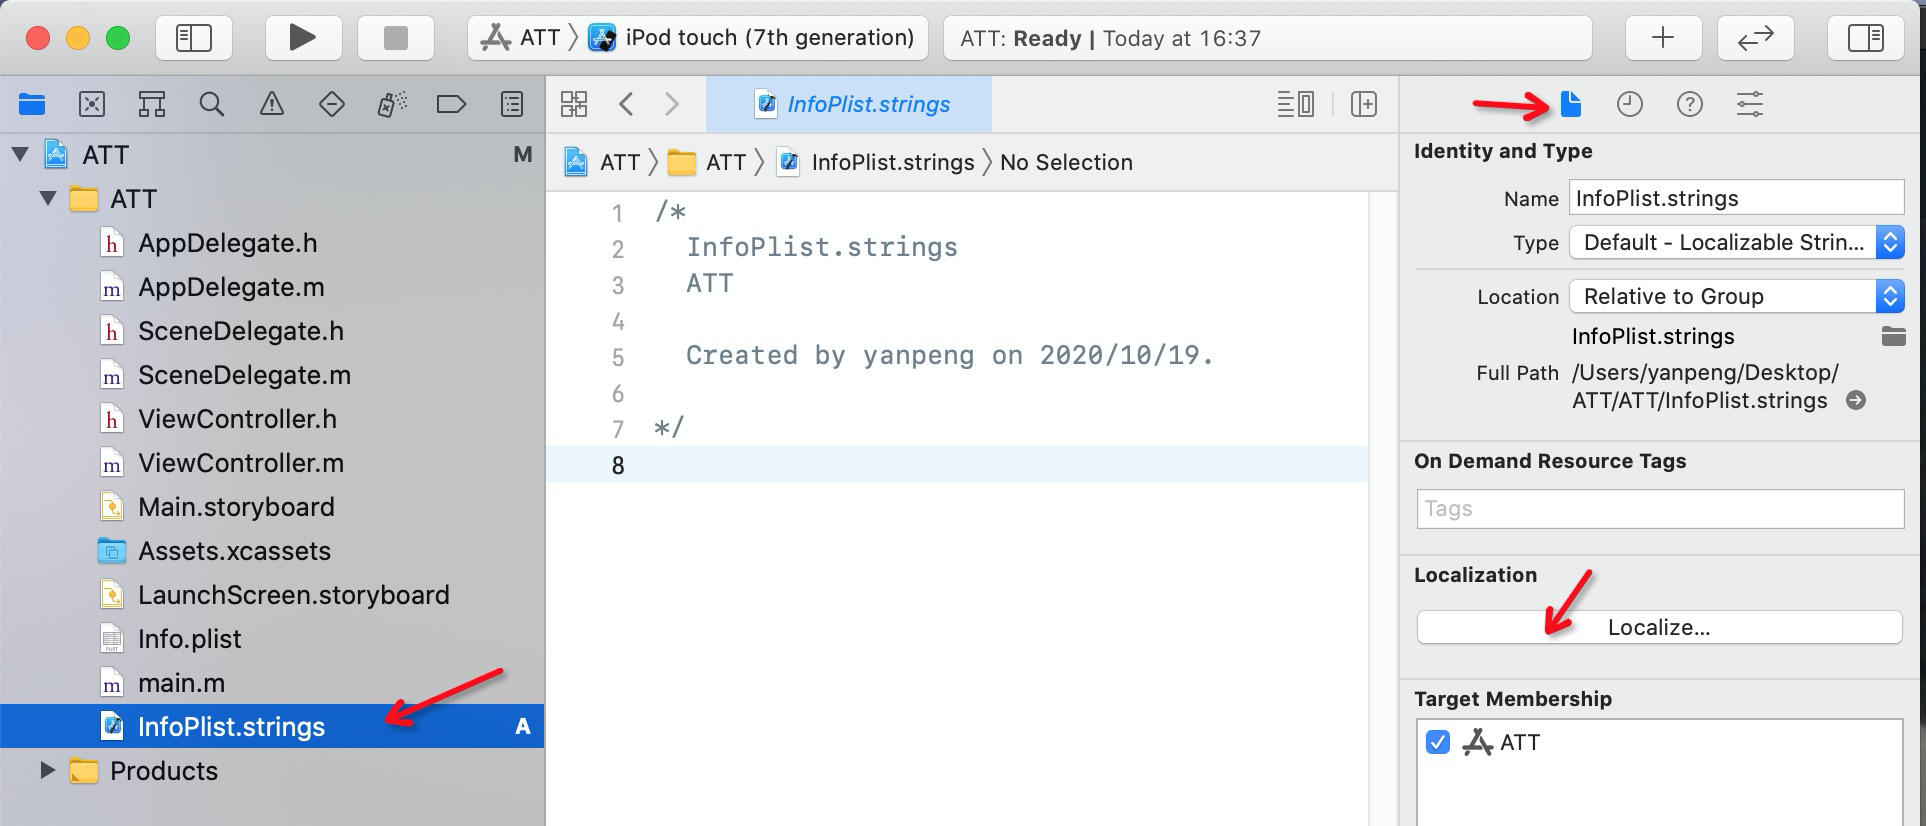 ATT 〉 iPod touch (7th generation)
ATT: Ready | Today at 16:37
InfoPlist.strings
ATT M
ATT
h AppDelegate.h
m AppDelegate.m
h SceneDelegate.h
m SceneDelegate.m
h ViewController.h
m ViewController.m
Main.storyboard
Assets.xcassets
LaunchScreen.storyboard
PLIST Info.plist
m main.m
InfoPlist.strings A
Products
ATT 〉 ATT 〉 InfoPlist.strings 〉 No Selection
1 /*
2 InfoPlist.strings
3 ATT
4
5 Created by yanpeng on 2020/10/19.
6
7 */
8
Identity and Type
Name InfoPlist.strings
Type Default - Localizable Strin...
Location Relative to Group
InfoPlist.strings
Full Path /Users/yanpeng/Desktop/
ATT/ATT/InfoPlist.strings
On Demand Resource Tags
Tags
Localization
Localize...
Target Membership
ATT